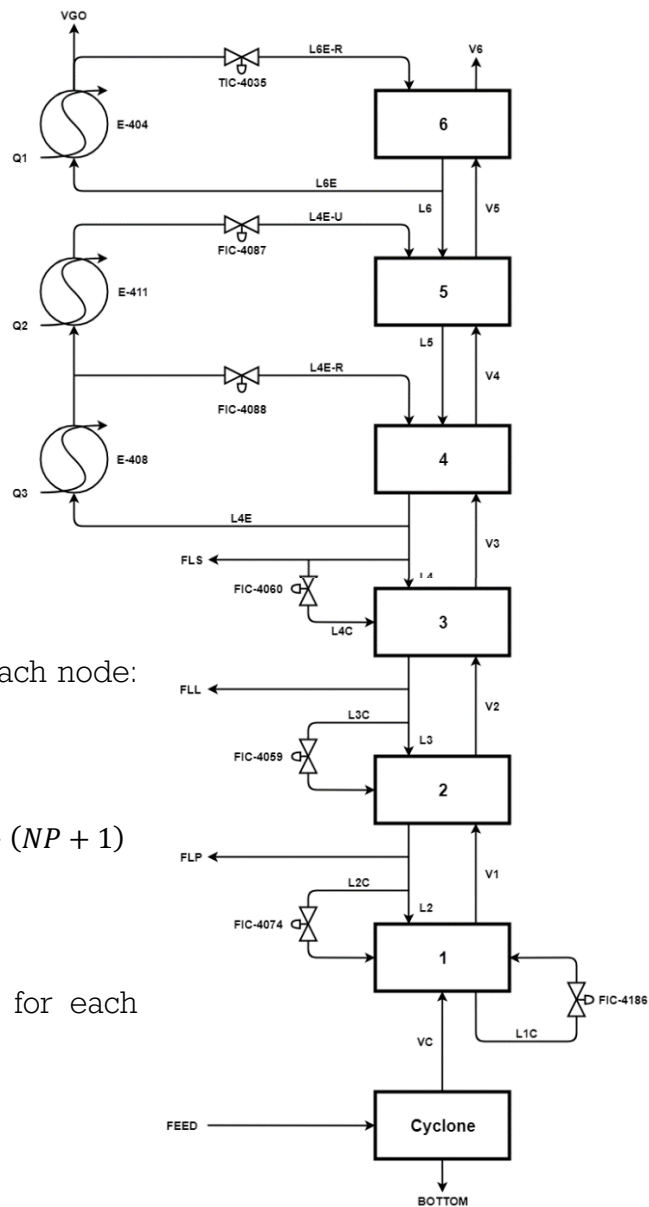 VGO
L6E-R
V6
TIC-4035
E-404
6
Q1
L6E
L6
V5
L4E-U
FIC-4087
E-411
5
Q2
L5
V4
L4E-R
FIC-4088
E-408
4
Q3
L4E
V3
FLS
FIC-4060
3
L4C
ach node:
FLL
V2
L3C
L3
FIC-4059
2
(NP + 1)
FLP
V1
L2C
L2
FIC-4074
1
FIC-4186
for each
L1C
VC
FEED
Cyclone
BOTTOM